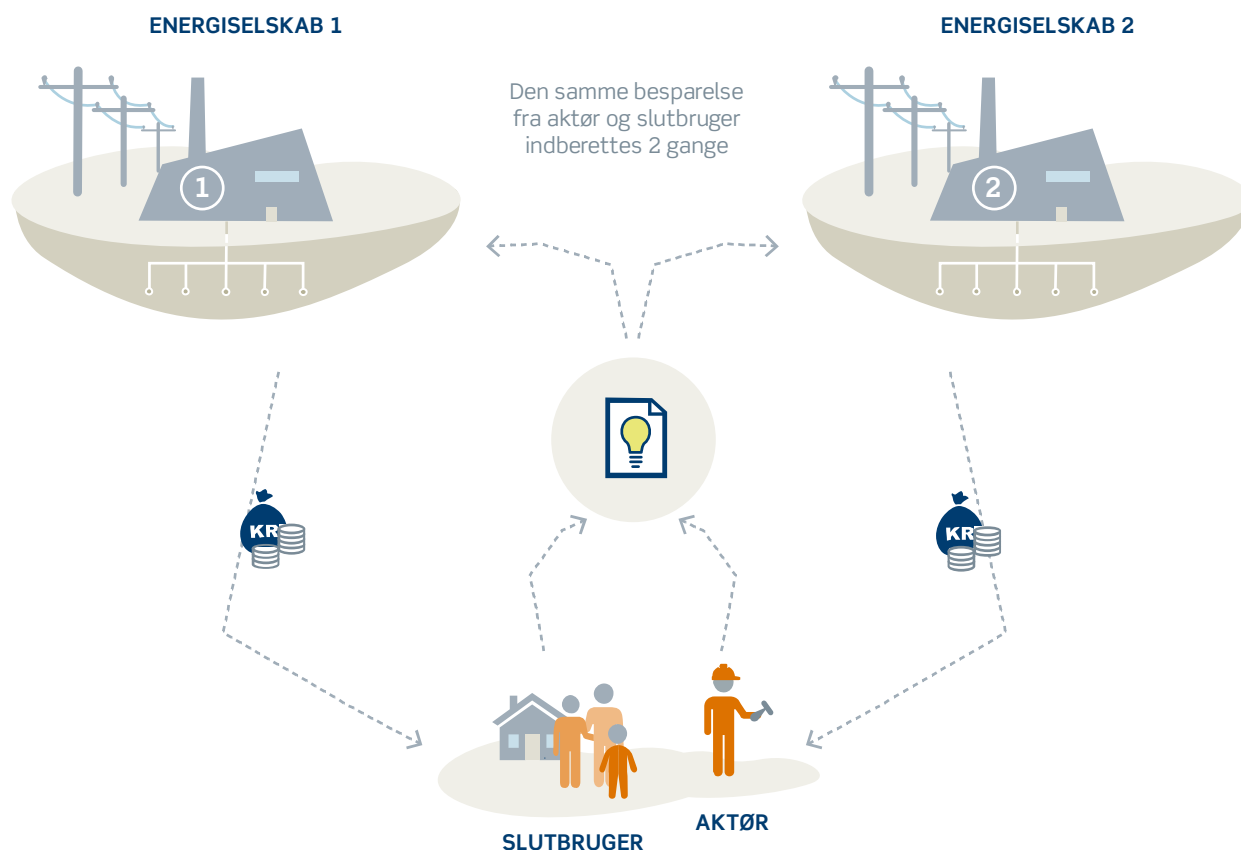 ENERGISELSKAB 1
ENERGISELSKAB 2
Den samme besparelse
fra aktør og slutbruger
indberettes 2 gange
1
2
KR
KR
SLUTBRUGER
AKTØR